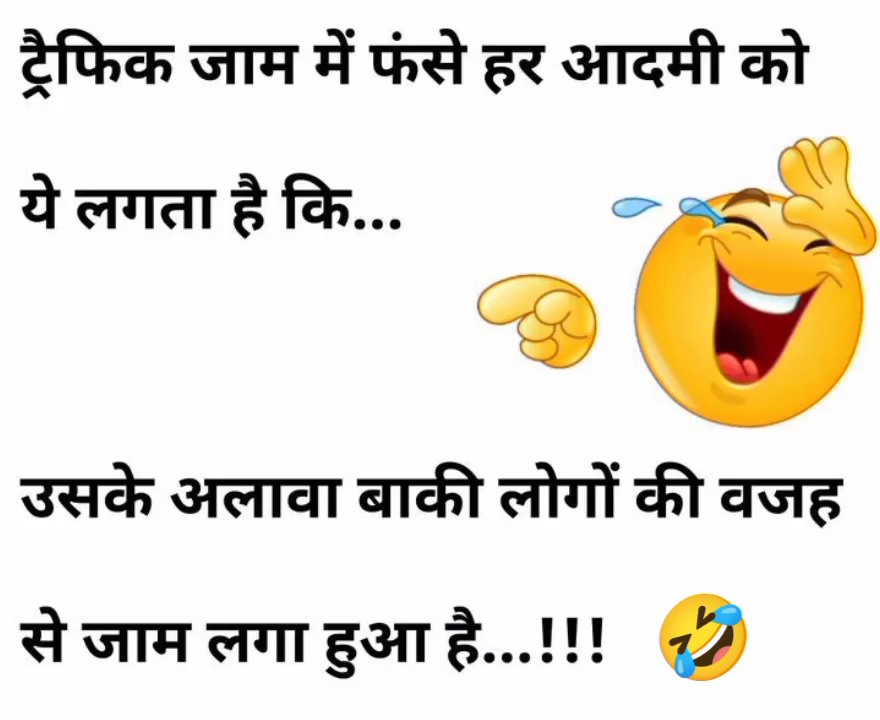 ट्रैफिक जाम में फंसे हर आदमी को
ये लगता है कि...
उसके अलावा बाकी लोगों की वजह
से जाम लगा हुआ है...!!!